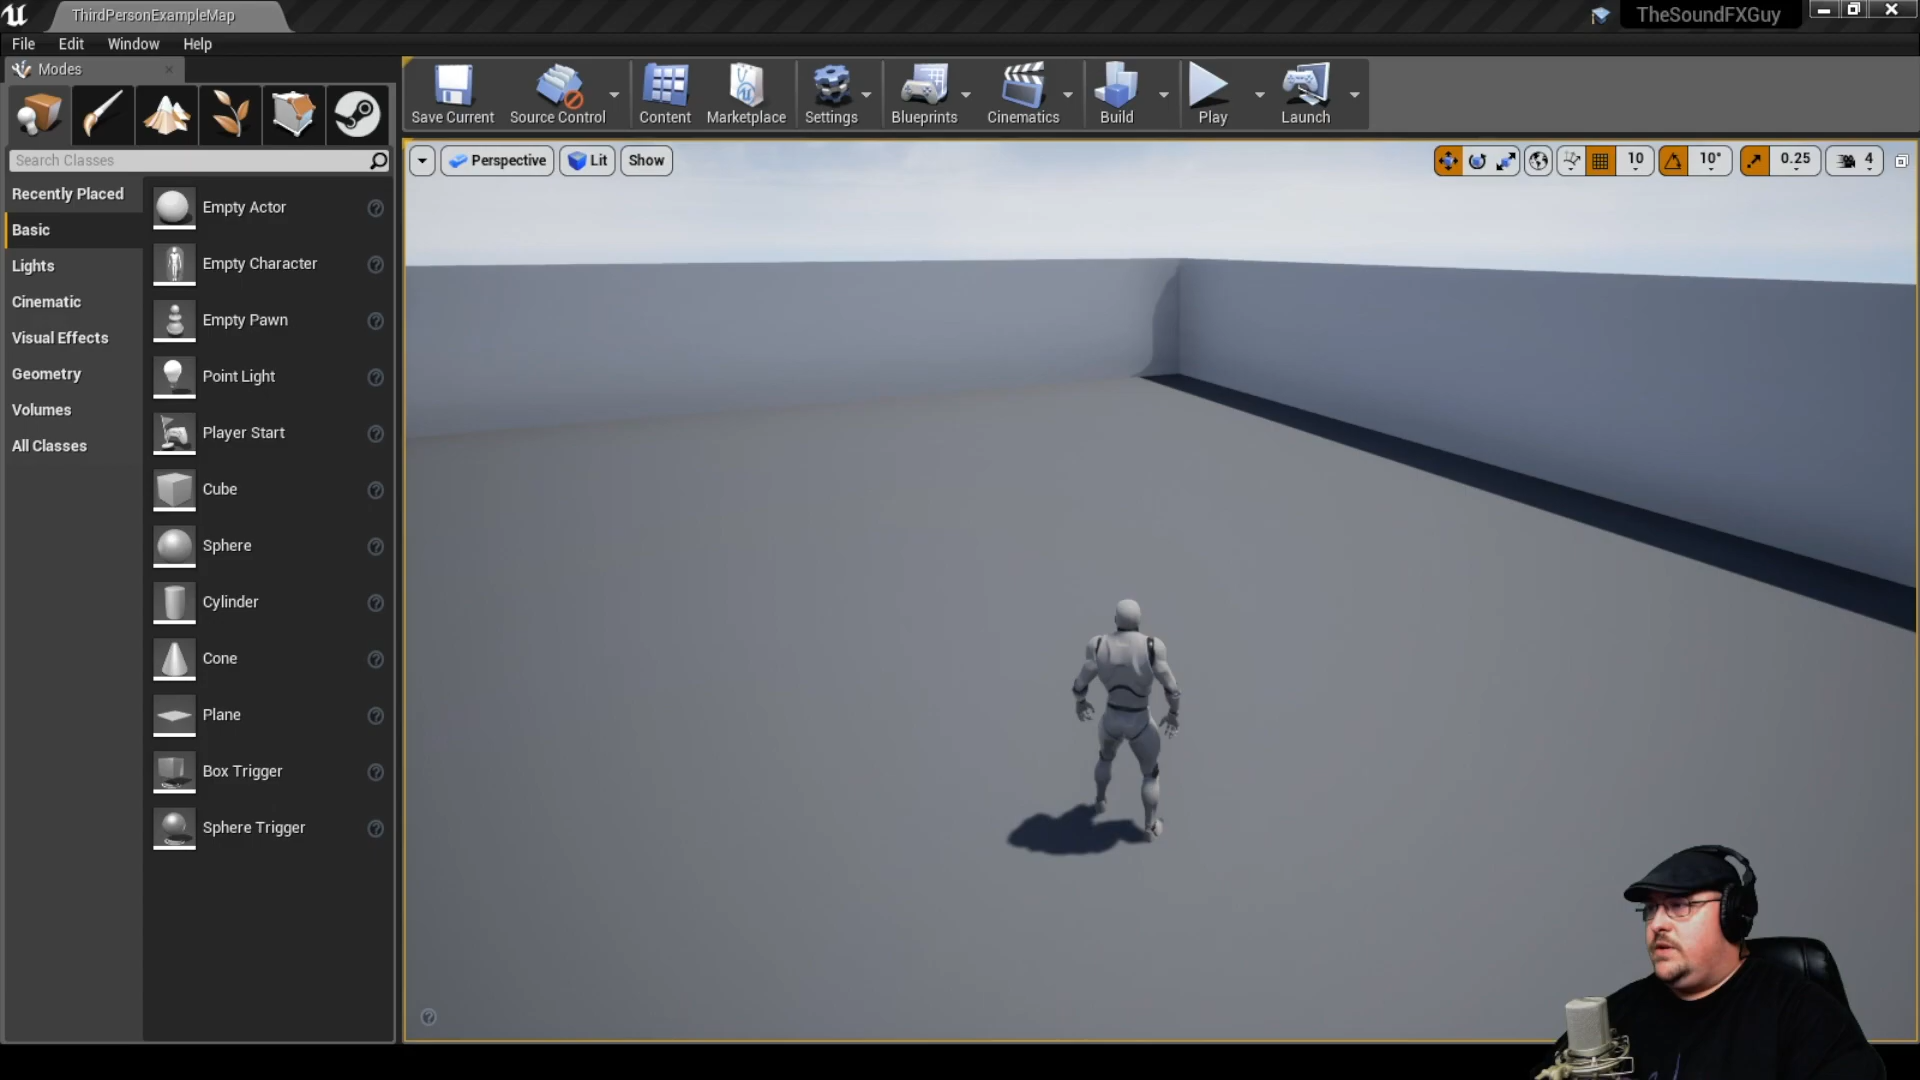 ThirdPersonExampleMap
TheSoundFXGuy
File Edit Window Help
Modes
Save Current
Source Control
Content
Marketplace
Settings
Blueprints
Cinematics
Build
Play
Launch
Search Classes
Perspective
Lit
Show
10
10°
0.25
4
Recently Placed
Basic
Lights
Cinematic
Visual Effects
Geometry
Volumes
All Classes
Empty Actor
Empty Character
Empty Pawn
Point Light
Player Start
Cube
Sphere
Cylinder
Cone
Plane
Box Trigger
Sphere Trigger